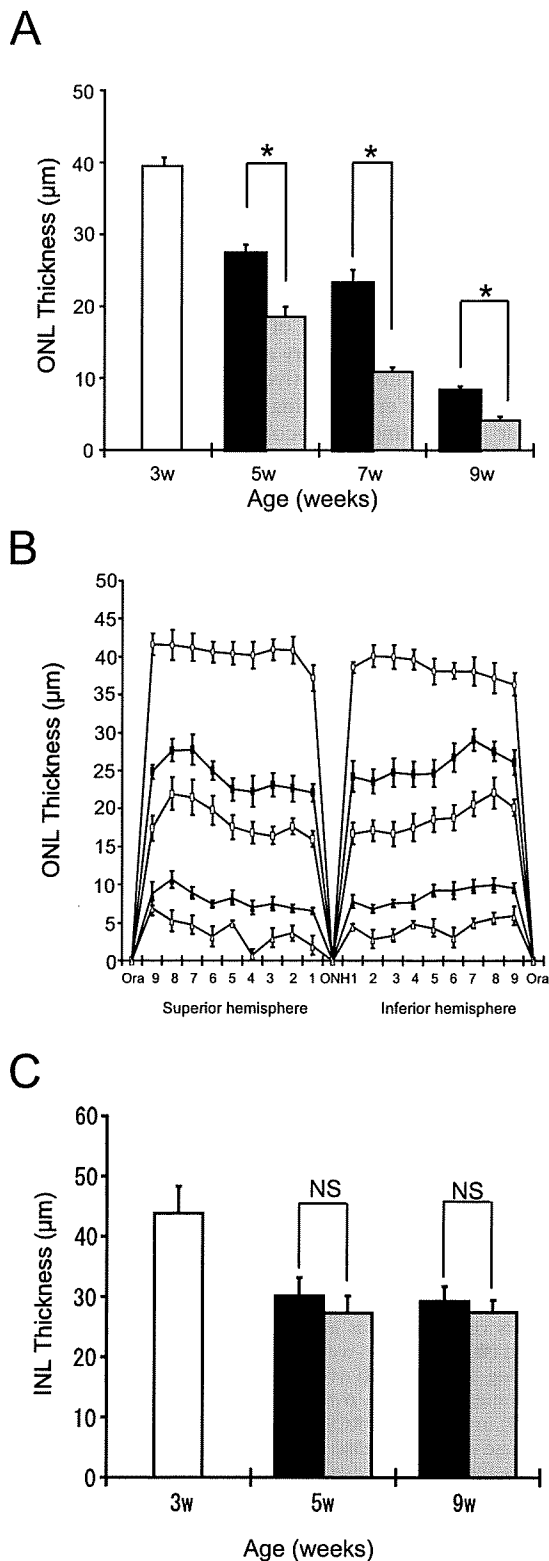 A
50
40
30
20
10
0
ONL Thickness (µm)
*
*
*
3w 5w 7w 9w
Age (weeks)
B
50
45
40
35
30
25
20
15
10
5
0
ONL Thickness (µm)
Ora 9 8 7 6 5 4 3 2 1 ONH1 2 3 4 5 6 7 8 9 Ora
Superior hemisphere Inferior hemisphere
C
60
50
40
30
20
10
0
INL Thickness (µm)
NS NS
3w 5w 9w
Age (weeks)